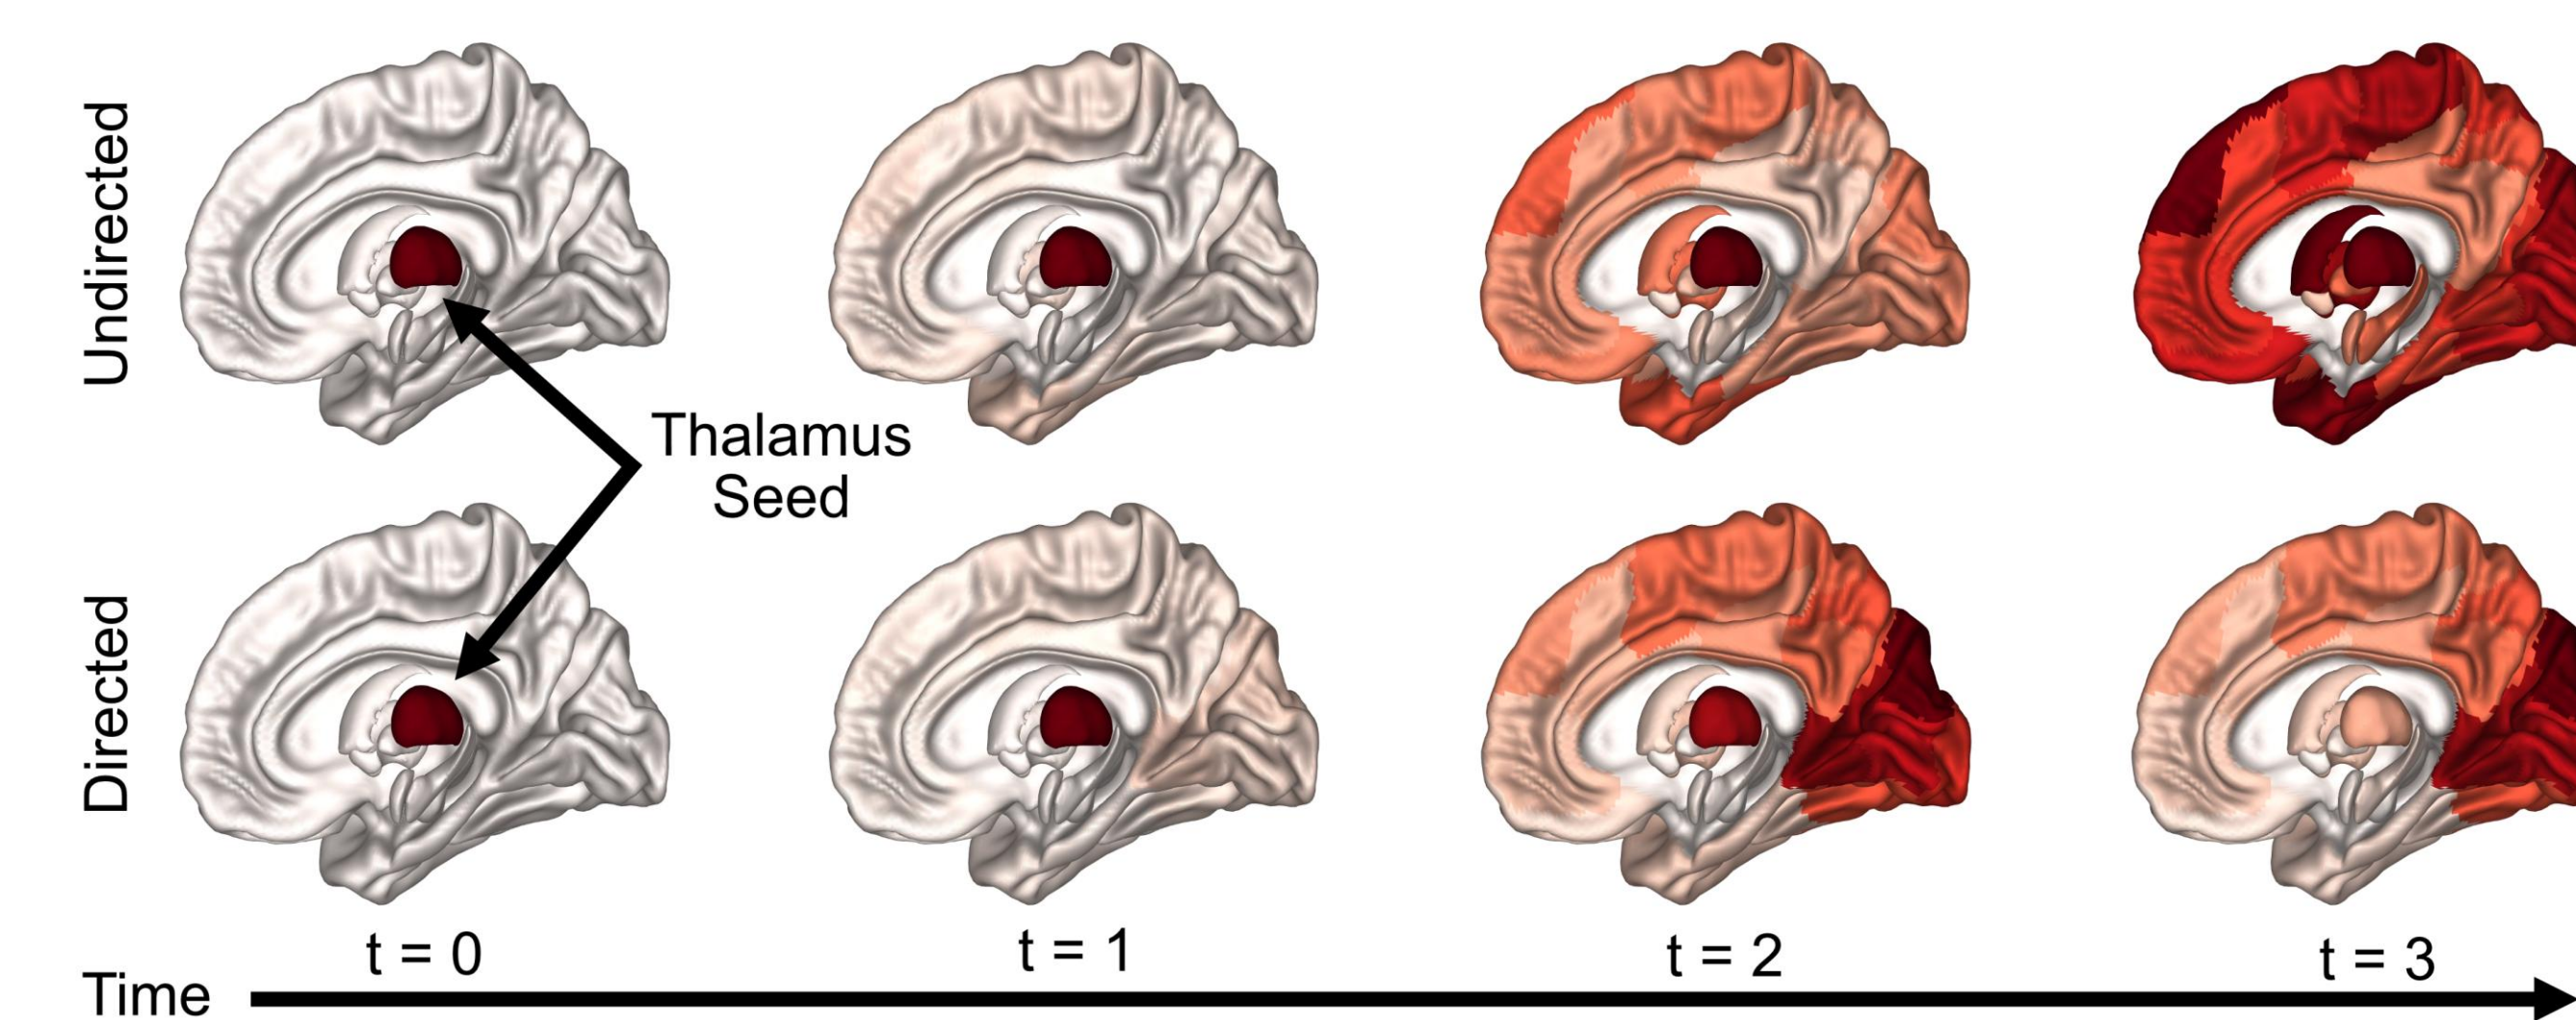 Undirected
Thalamus
Seed
Directed
t = 0
t = 1
t = 2
t = 3
Time